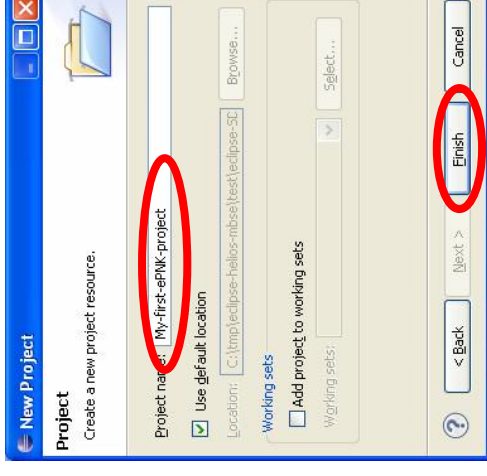 New Project
Project
Create a new project resource.
Project name: My-first-ePNK-project
Use default location
Location: C:\tmp\eclipse-helios-mbse\test\eclipse-SD Browse...
Working sets
Add project to working sets
Working sets: Select...
? < Back Next > Finish Cancel